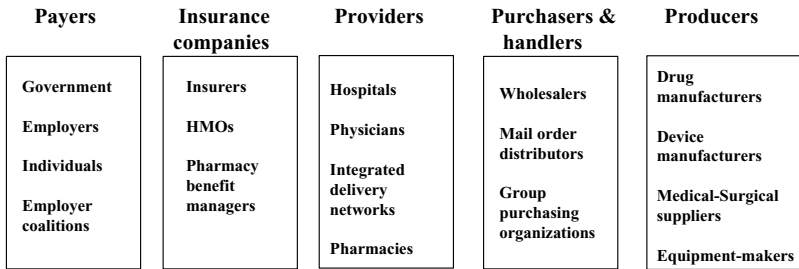 Payers
Insurance
companies
Providers
Purchasers &
handlers
Producers
Government
Employers
Individuals
Employer
coalitions
Insurers
HMOs
Pharmacy
benefit
managers
Hospitals
Physicians
Integrated
delivery
networks
Pharmacies
Wholesalers
Mail order
distributors
Group
purchasing
organizations
Drug
manufacturers
Device
manufacturers
Medical-Surgical
suppliers
Equipment-makers